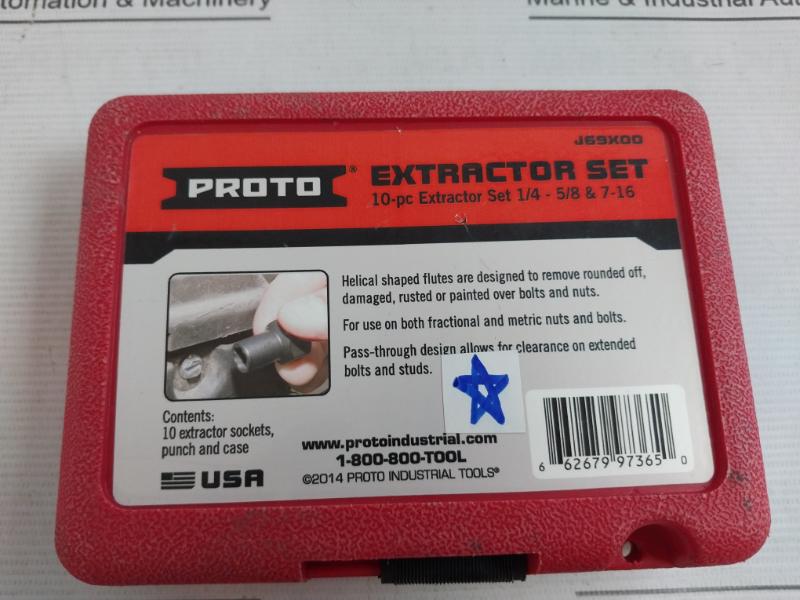 & Machinery
J69X00
PROTO®
EXTRACTOR SET
10-pc Extractor Set 1/4 - 5/8 & 7-16
Helical shaped flutes are designed to remove rounded off,
damaged, rusted or painted over bolts and nuts.
For use on both fractional and metric nuts and bolts.
Pass-through design allows for clearance on extended
bolts and studs.
Contents:
10 extractor sockets,
punch and case
USA
www.protoindustrial.com
1-800-800-TOOL
©2014 PROTO INDUSTRIAL TOOLS®
6 62679 97365 0